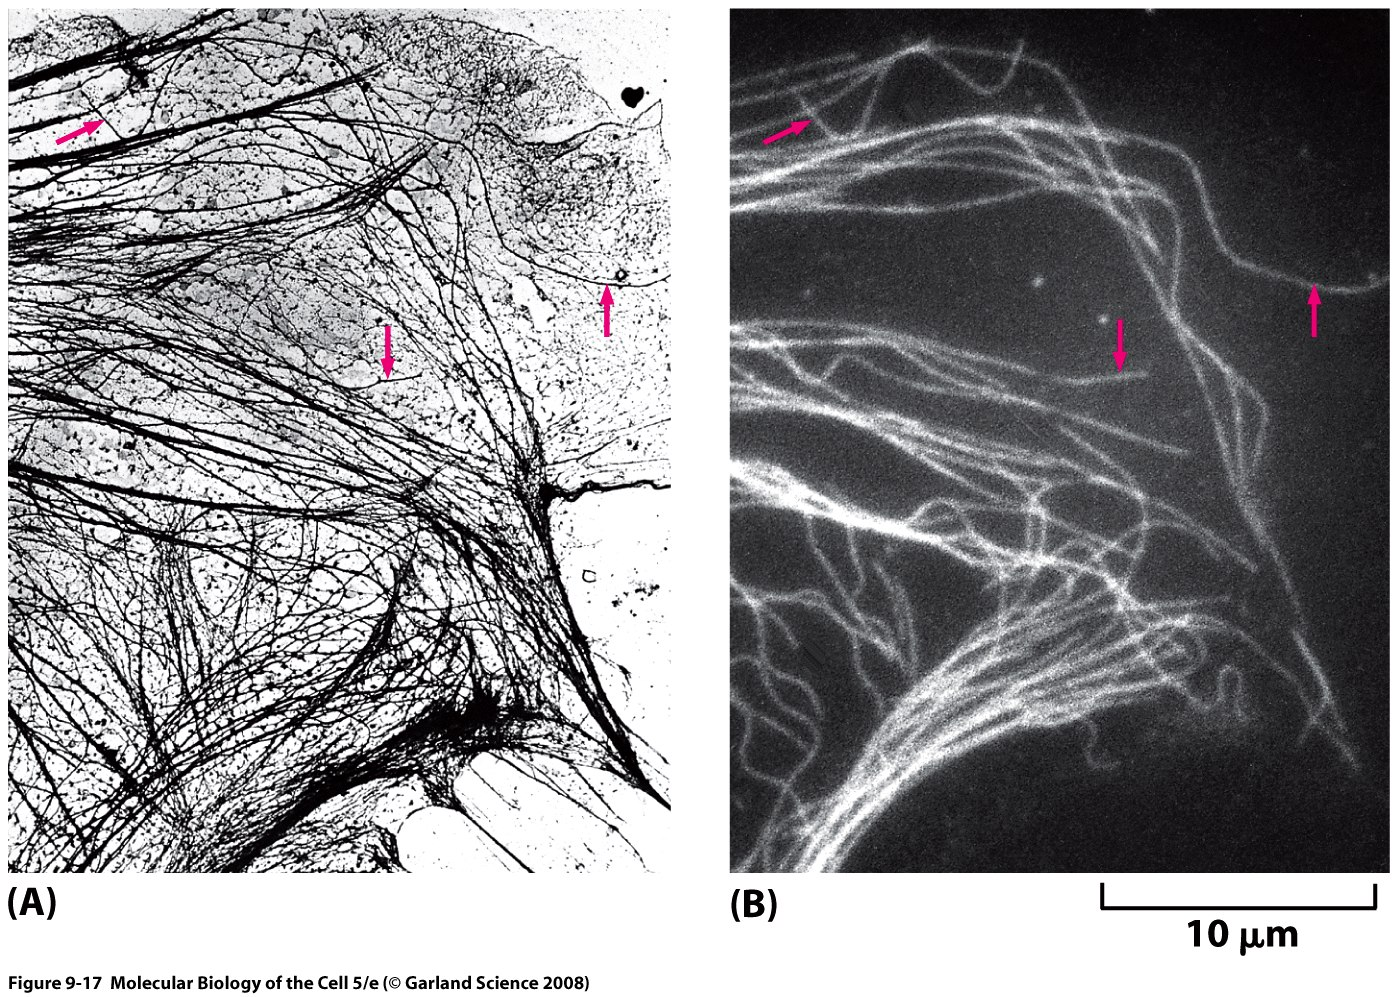 (A)
(B)
10 μm
Figure 9-17 Molecular Biology of the Cell 5/e (© Garland Science 2008)